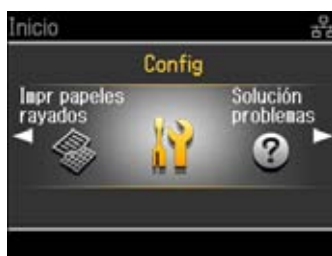 Inicio
Config
Impr papeles
rayados
Solución
problemas
?